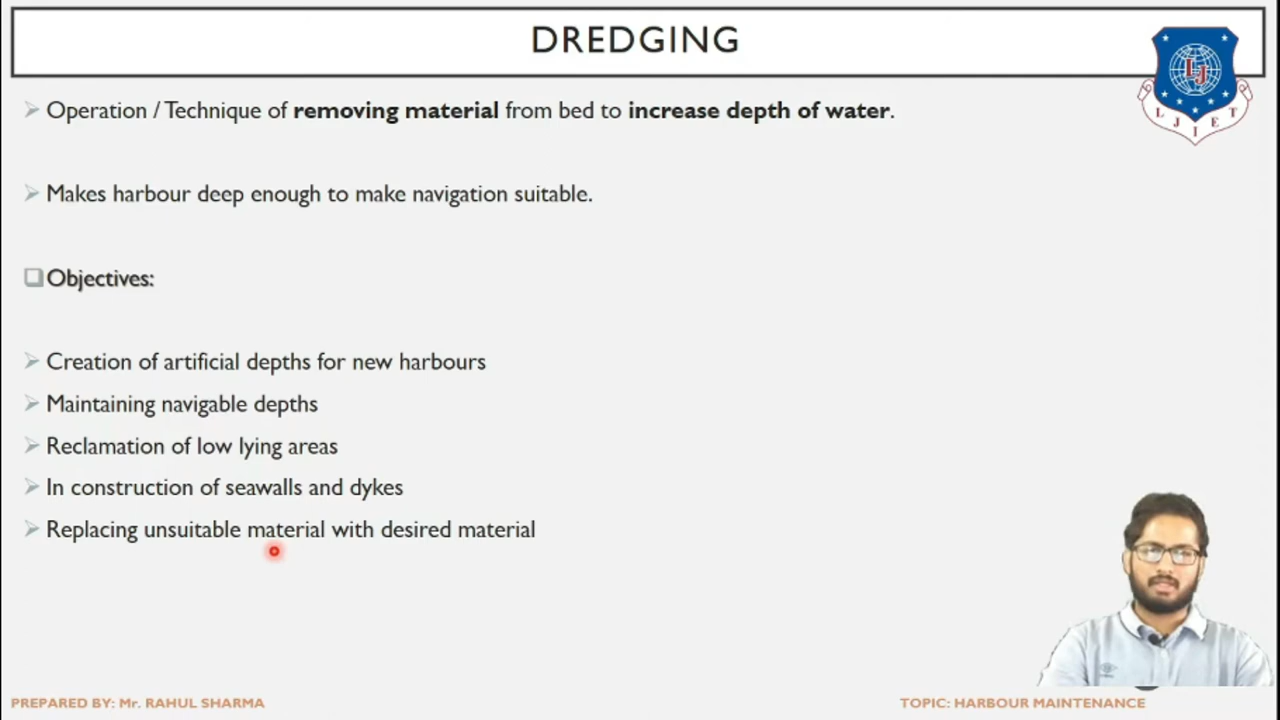 DREDGING
Operation / Technique of removing material from bed to increase depth of water.
Makes harbour deep enough to make navigation suitable.
Objectives:
Creation of artificial depths for new harbours
Maintaining navigable depths
Reclamation of low lying areas
In construction of seawalls and dykes
Replacing unsuitable material with desired material
LJ
LJIET
PREPARED BY: Mr. RAHUL SHARMA
TOPIC: HARBOUR MAINTENANCE